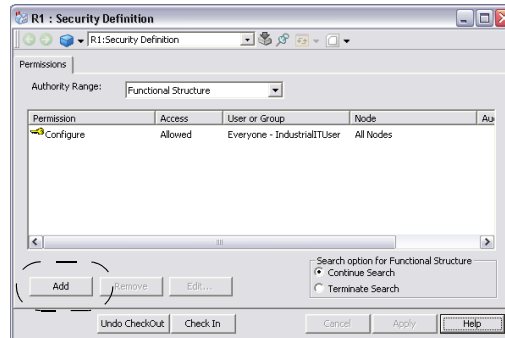 R1 : Security Definition
R1:Security Definition
Permissions
Authority Range: Functional Structure
Permission Access User or Group Node Au
Configure Allowed Everyone - IndustrialITUser All Nodes
Search option for Functional Structure
Continue Search
Terminate Search
Add Remove Edit...
Undo CheckOut Check In Cancel Apply Help